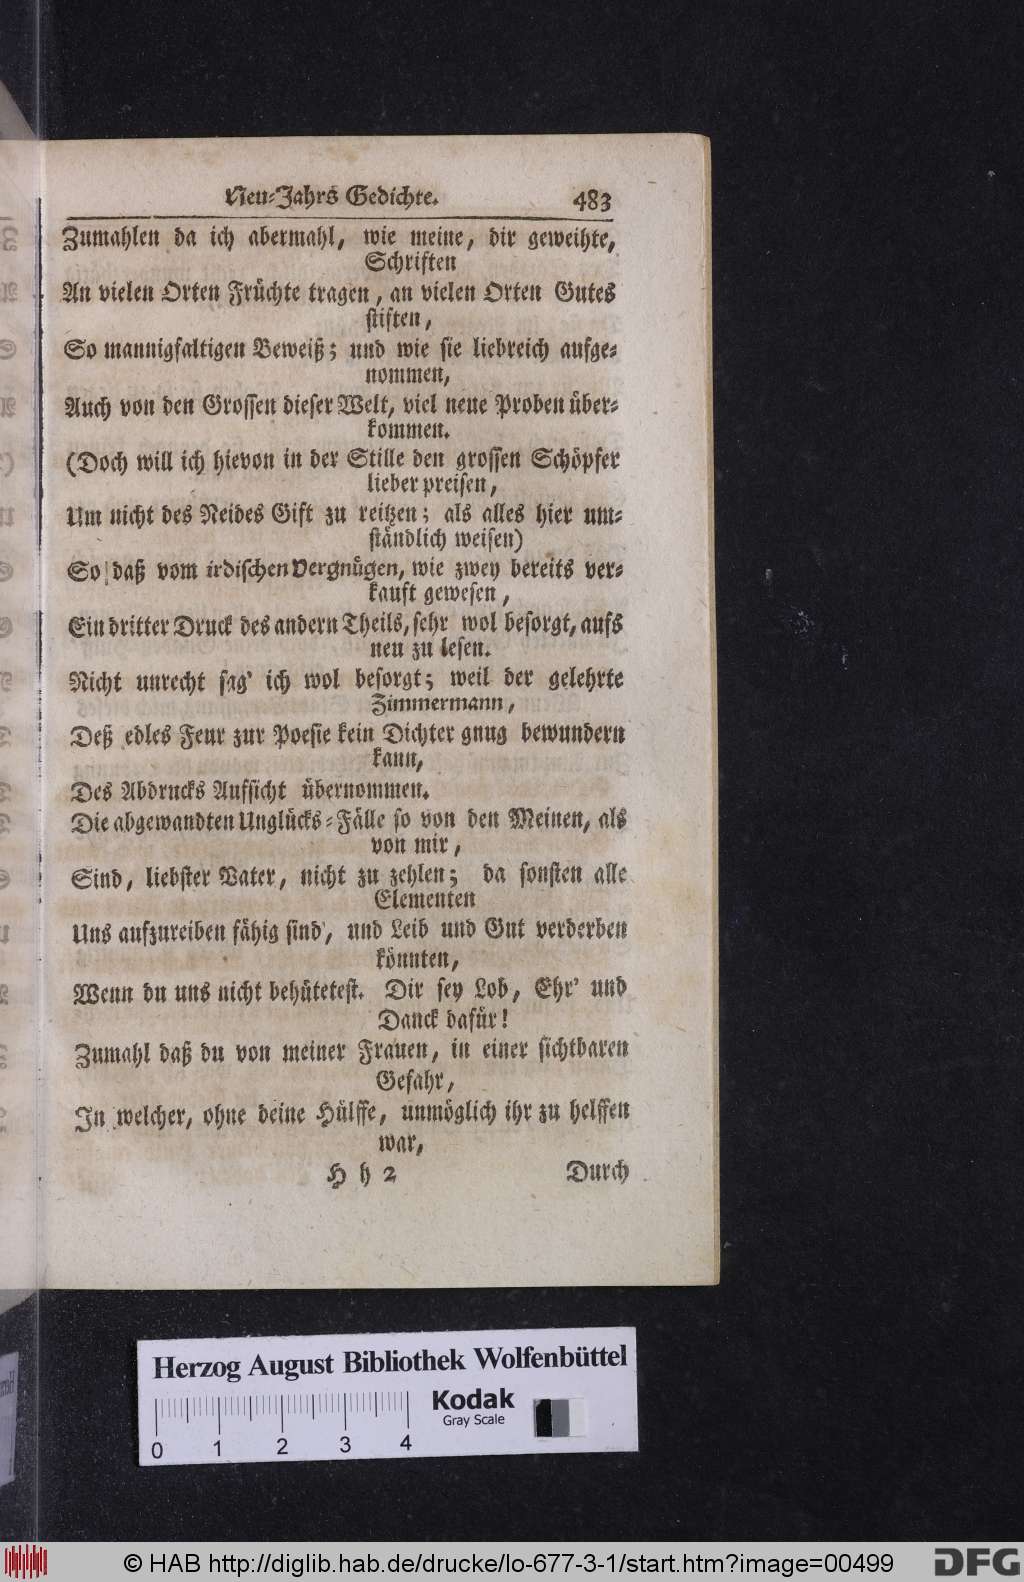 Neu-Jahrs Gedichte. 483
Zumahlen da ich abermahl, wie meine, dir geweihte,
Schriften
An vielen Orten Früchte tragen, an vielen Orten Gutes
stiften,
So mannigfaltigen Beweiß; und wie sie liebreich aufge-
nommen,
Auch von den Grossen dieser Welt, viel neue Proben über-
kommen.
(Doch will ich hievon in der Stille den grossen Schöpfer
lieber preisen,
Um nicht des Neides Gift zu reitzen; als alles hier um-
ständlich weisen)
So daß vom irdischen Vergnügen, wie zwey bereits ver-
kauft gewesen,
Ein dritter Druck des andern Theils, sehr wol besorgt, aufs
neu zu lesen.
Nicht unrecht sag' ich wol besorgt; weil der gelehrte
Zimmermann,
Deß edles Feur zur Poesie kein Dichter gnug bewundern
kann,
Des Abdrucks Aufsicht übernommen.
Die abgewandten Unglücks-Fälle so von den Meinen, als
von mir,
Sind, liebster Vater, nicht zu zehlen; da sonsten alle
Elementen
Uns aufzureiben fähig sind, und Leib und Gut verderben
könnten,
Wenn du uns nicht behütetest. Dir sey Lob, Ehr' und
Danck dafür!
Zumahl daß du von meiner Frauen, in einer sichtbaren
Gefahr,
In welcher, ohne deine Hülffe, unmöglich ihr zu helffen
war,
H h 2 Durch
Herzog August Bibliothek Wolfenbüttel
Kodak
Gray Scale
0 1 2 3 4
© HAB http://diglib.hab.de/drucke/lo-677-3-1/start.htm?image=00499
DFG